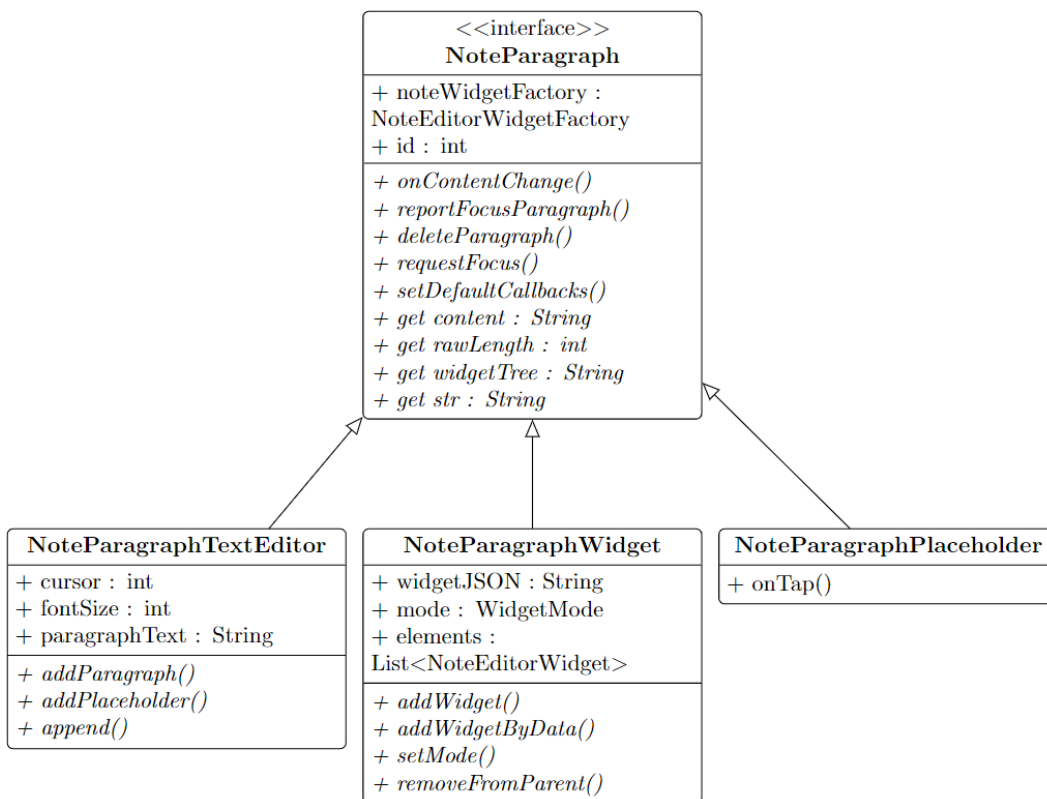 <<interface>>
NoteParagraph
+ noteWidgetFactory :
NoteEditorWidgetFactory
+ id : int
+ onContentChange()
+ reportFocusParagraph()
+ deleteParagraph()
+ requestFocus()
+ setDefaultCallbacks()
+ get content : String
+ get rawLength : int
+ get widgetTree : String
+ get str : String
NoteParagraphTextEditor
+ cursor : int
+ fontSize : int
+ paragraphText : String
+ addParagraph()
+ addPlaceholder()
+ append()
NoteParagraphWidget
+ widgetJSON : String
+ mode : WidgetMode
+ elements :
List<NoteEditorWidget>
+ addWidget()
+ addWidgetByData()
+ setMode()
+ removeFromParent()
NoteParagraphPlaceholder
+ onTap()